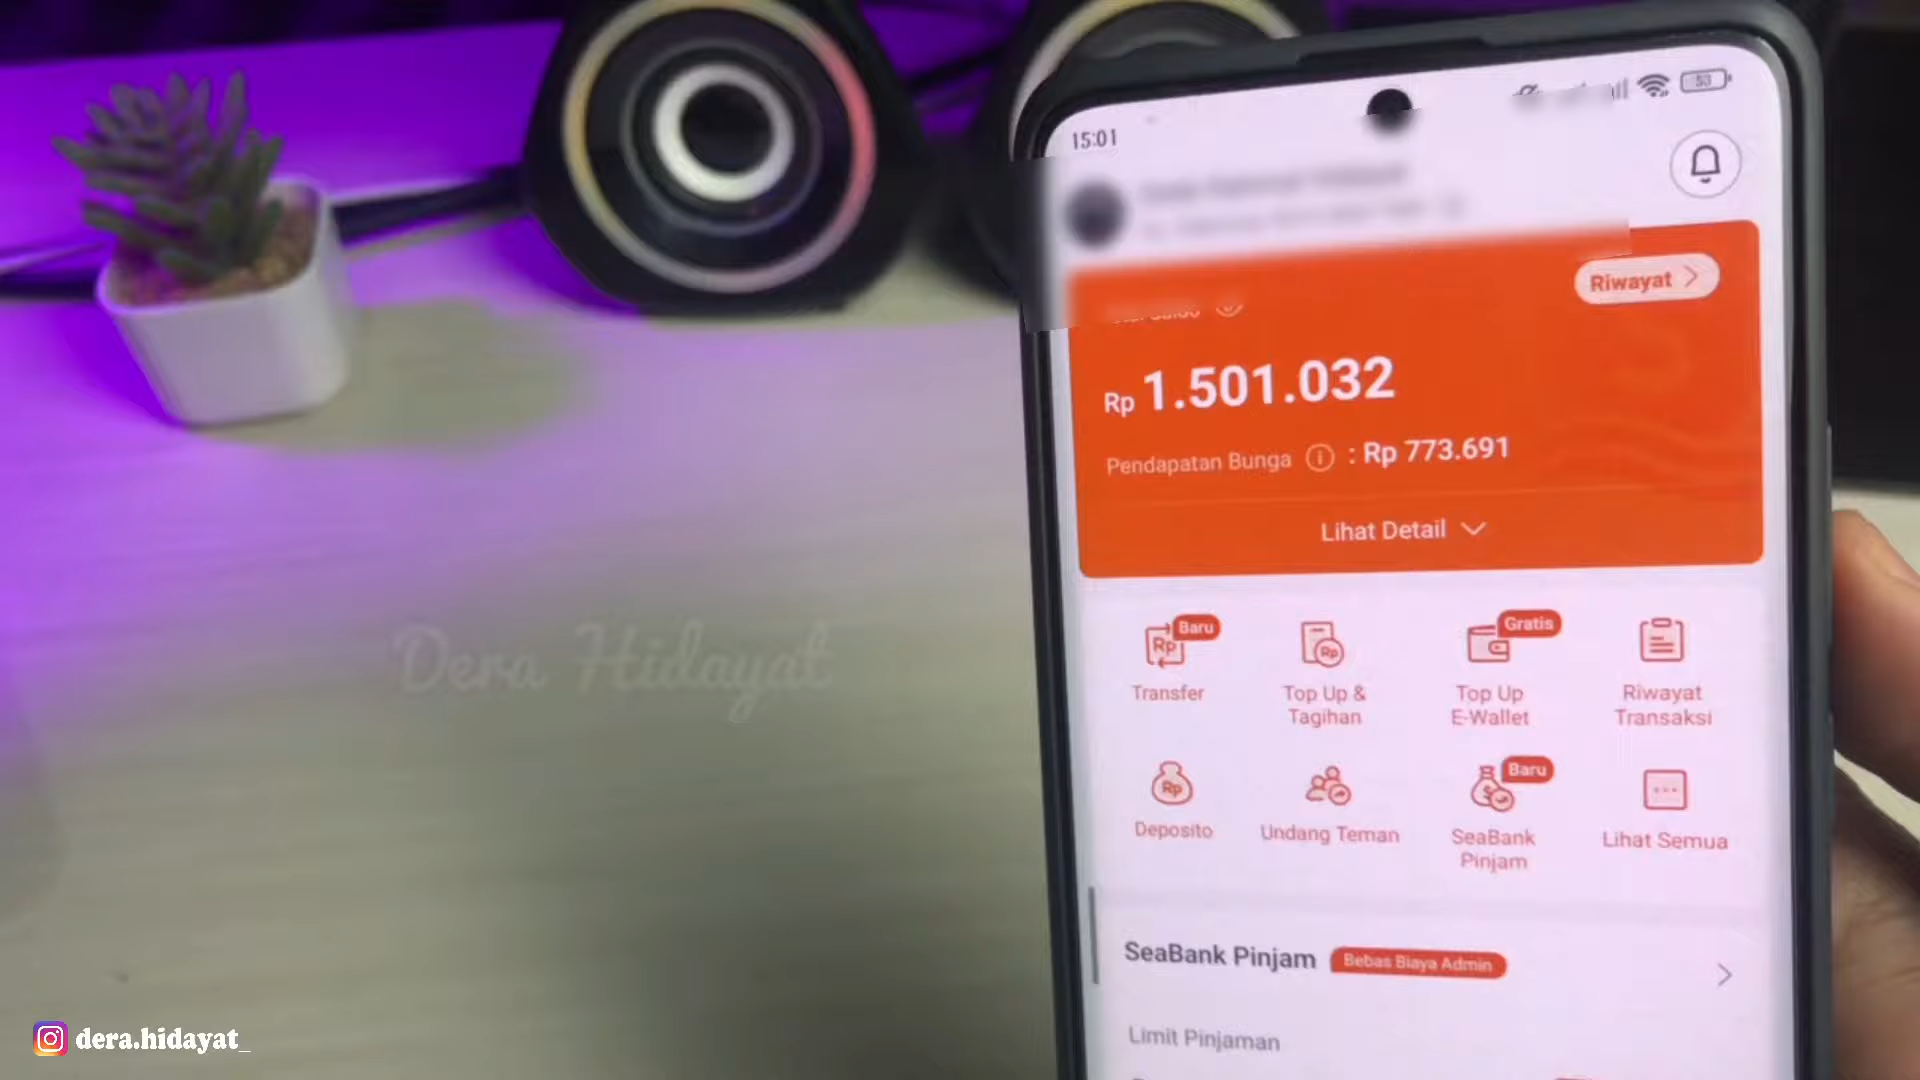 53
15:01
Riwayat
Rp 1.501.032
Pendapatan Bunga : Rp 773.691
Lihat Detail
Baru
Gratis
Transfer
Top Up &
Tagihan
Top Up
E-Wallet
Riwayat
Transaksi
Baru
Deposito
Undang Teman
SeaBank
Pinjam
Lihat Semua
SeaBank Pinjam
Bebas Biaya Admin
Limit Pinjaman
Dera Hidayat
dera.hidayat_